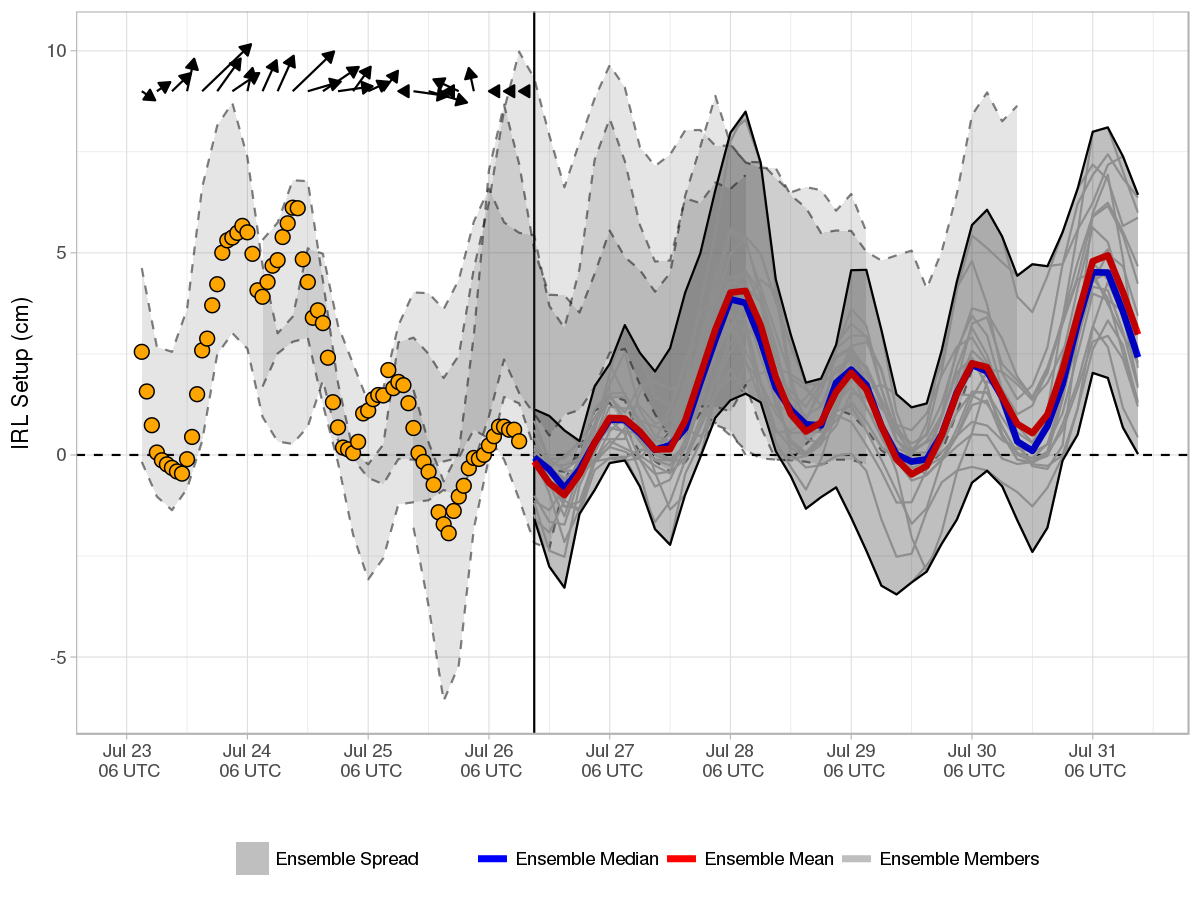 IRL Setup (cm)
10
5
0
-5
Jul 23 Jul 24 Jul 25 Jul 26 Jul 27 Jul 28 Jul 29 Jul 30 Jul 31
06 UTC 06 UTC 06 UTC 06 UTC 06 UTC 06 UTC 06 UTC 06 UTC 06 UTC
Ensemble Spread Ensemble Median Ensemble Mean Ensemble Members